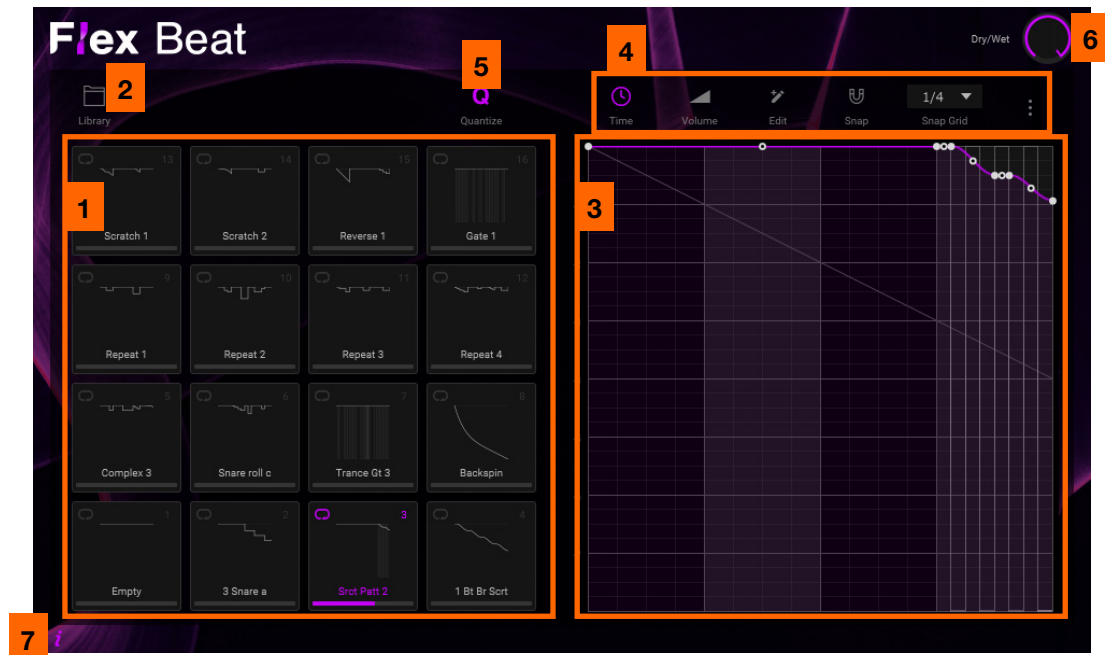 Flex Beat
Dry/Wet
6
4
5
2
Q
1/4
Library
Quantize
Time
Volume
Edit
Snap
Snap Grid
1
3
13
14
15
16
Scratch 1
Scratch 2
Reverse 1
Gate 1
9
10
11
12
Repeat 1
Repeat 2
Repeat 3
Repeat 4
5
6
7
8
Complex 3
Snare roll c
Trance Gt 3
Backspin
1
2
3
4
Empty
3 Snare a
Srct Patt 2
1 Bt Br Scrt
7
i